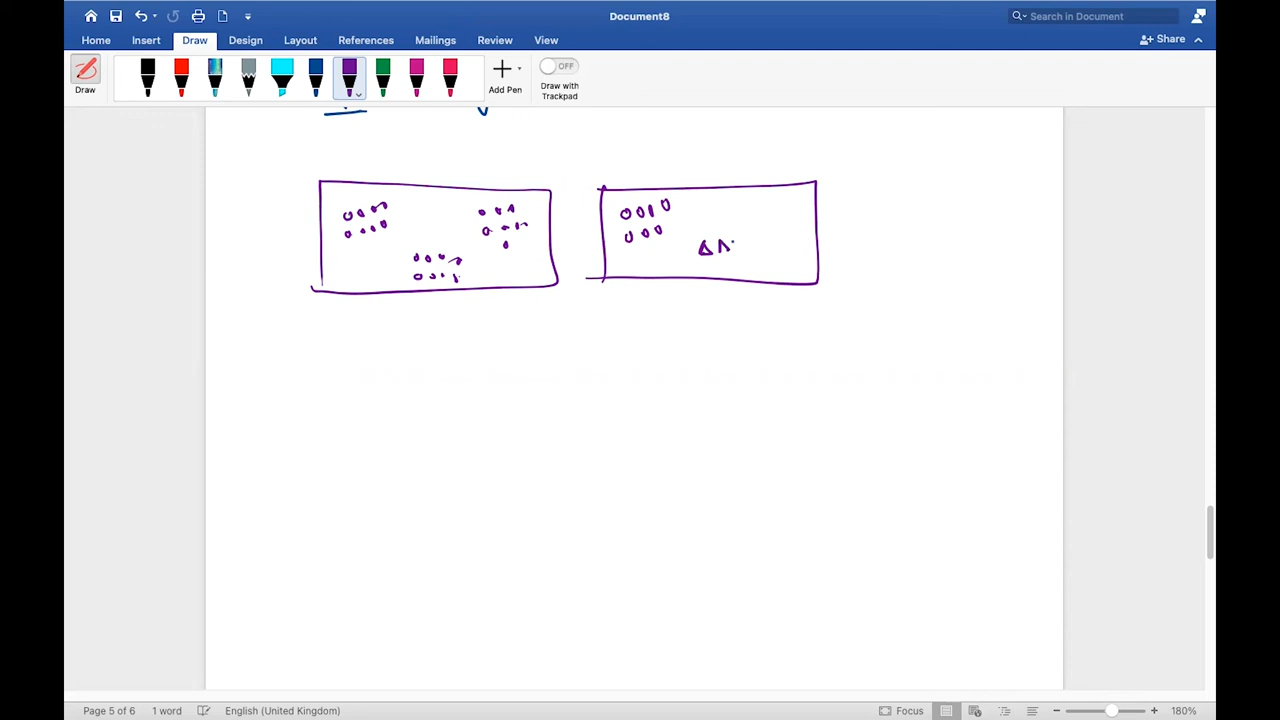 Document8
Search in Document
Home Insert Draw Design Layout References Mailings Review View
Share
Draw
Add Pen
OFF
Draw with
Trackpad
Page 5 of 6 1 word English (United Kingdom)
Focus
180%